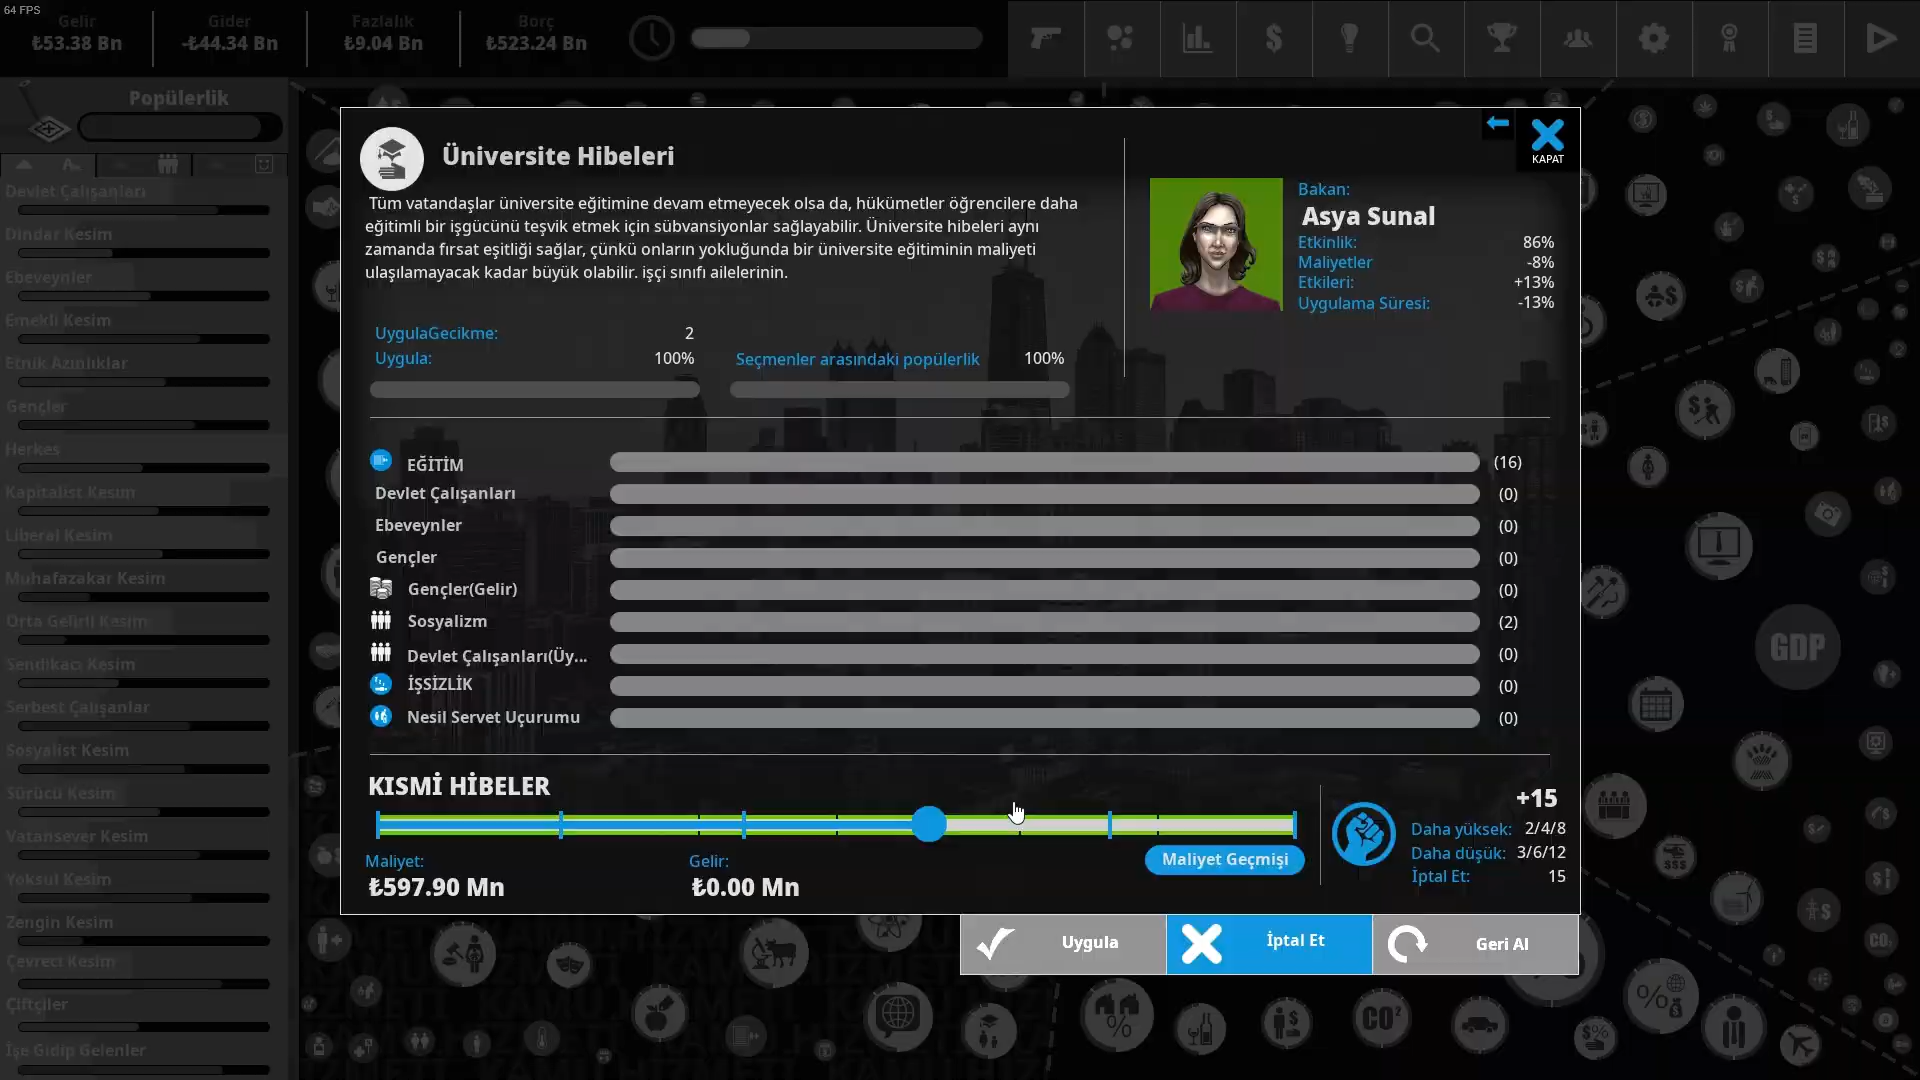 64 FPS
Gelir
₺53.38 Bn
Gider
-₺44.34 Bn
Fazlalık
₺9.04 Bn
Borç
₺523.24 Bn
Popülerlik
Devlet Çalışanları
Dindar Kesim
Ebeveynler
Emekli Kesim
Etnik Azınlıklar
Gençler
Herkes
Kapitalist Kesim
Liberal Kesim
Muhafazakar Kesim
Orta Gelirli Kesim
Sendikacı Kesim
Serbest Çalışanlar
Sosyalist Kesim
Sürücü Kesim
Vatansever Kesim
Yoksul Kesim
Zengin Kesim
Çevreci Kesim
Çiftçiler
İşe Gidip Gelenler
Üniversite Hibeleri
Tüm vatandaşlar üniversite eğitimine devam etmeyecek olsa da, hükümetler öğrencilere daha
eğitimli bir işgücünü teşvik etmek için sübvansiyonlar sağlayabilir. Üniversite hibeleri aynı
zamanda fırsat eşitliği sağlar, çünkü onların yokluğunda bir üniversite eğitiminin maliyeti
ulaşılamayacak kadar büyük olabilir. işçi sınıfı ailelerinin.
UygulaGecikme: 2
Uygula: 100%
Seçmenler arasındaki popülerlik 100%
KAPAT
Bakan:
Asya Sunal
Etkinlik: 86%
Maliyetler -8%
Etkileri: +13%
Uygulama Süresi: -13%
EĞİTİM (16)
Devlet Çalışanları (0)
Ebeveynler (0)
Gençler (0)
Gençler(Gelir) (0)
Sosyalizm (2)
Devlet Çalışanları(Üy... (0)
İŞSİZLİK (0)
Nesil Servet Uçurumu (0)
KISMİ HİBELER
Maliyet:
₺597.90 Mn
Gelir:
₺0.00 Mn
Maliyet Geçmişi
+15
Daha yüksek: 2/4/8
Daha düşük: 3/6/12
İptal Et: 15
Uygula
İptal Et
Geri Al
GDP
CO²